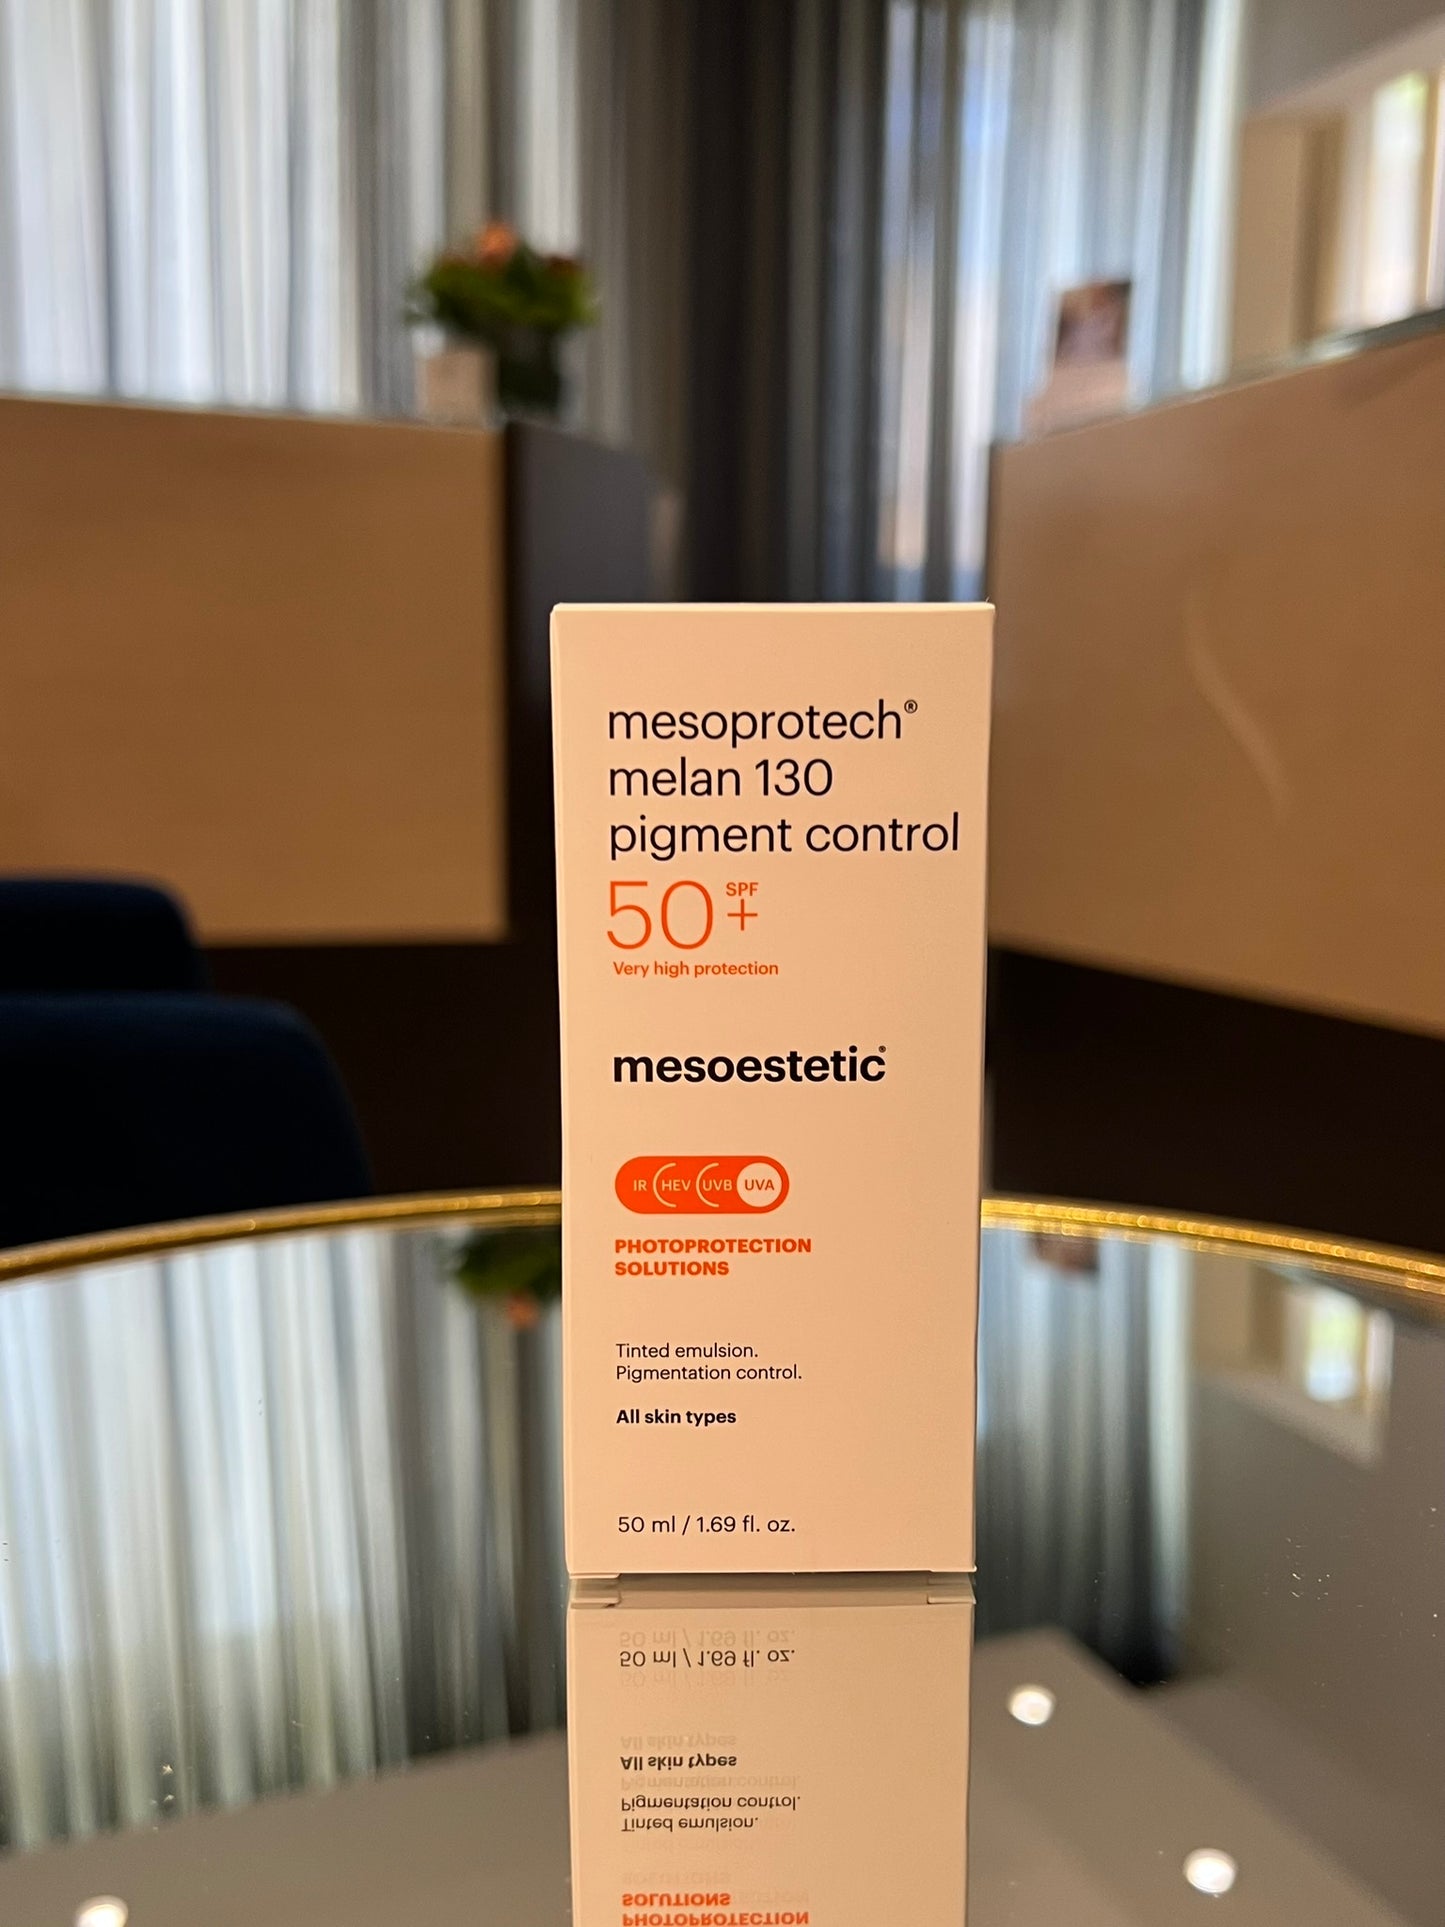 mesoprotech®
melan 130
pigment control
50+ SPF
Very high protection
mesoestetic®
IR HEV UVB UVA
PHOTOPROTECTION
SOLUTIONS
Tinted emulsion.
Pigmentation control.
All skin types
50 ml / 1.69 fl. oz.